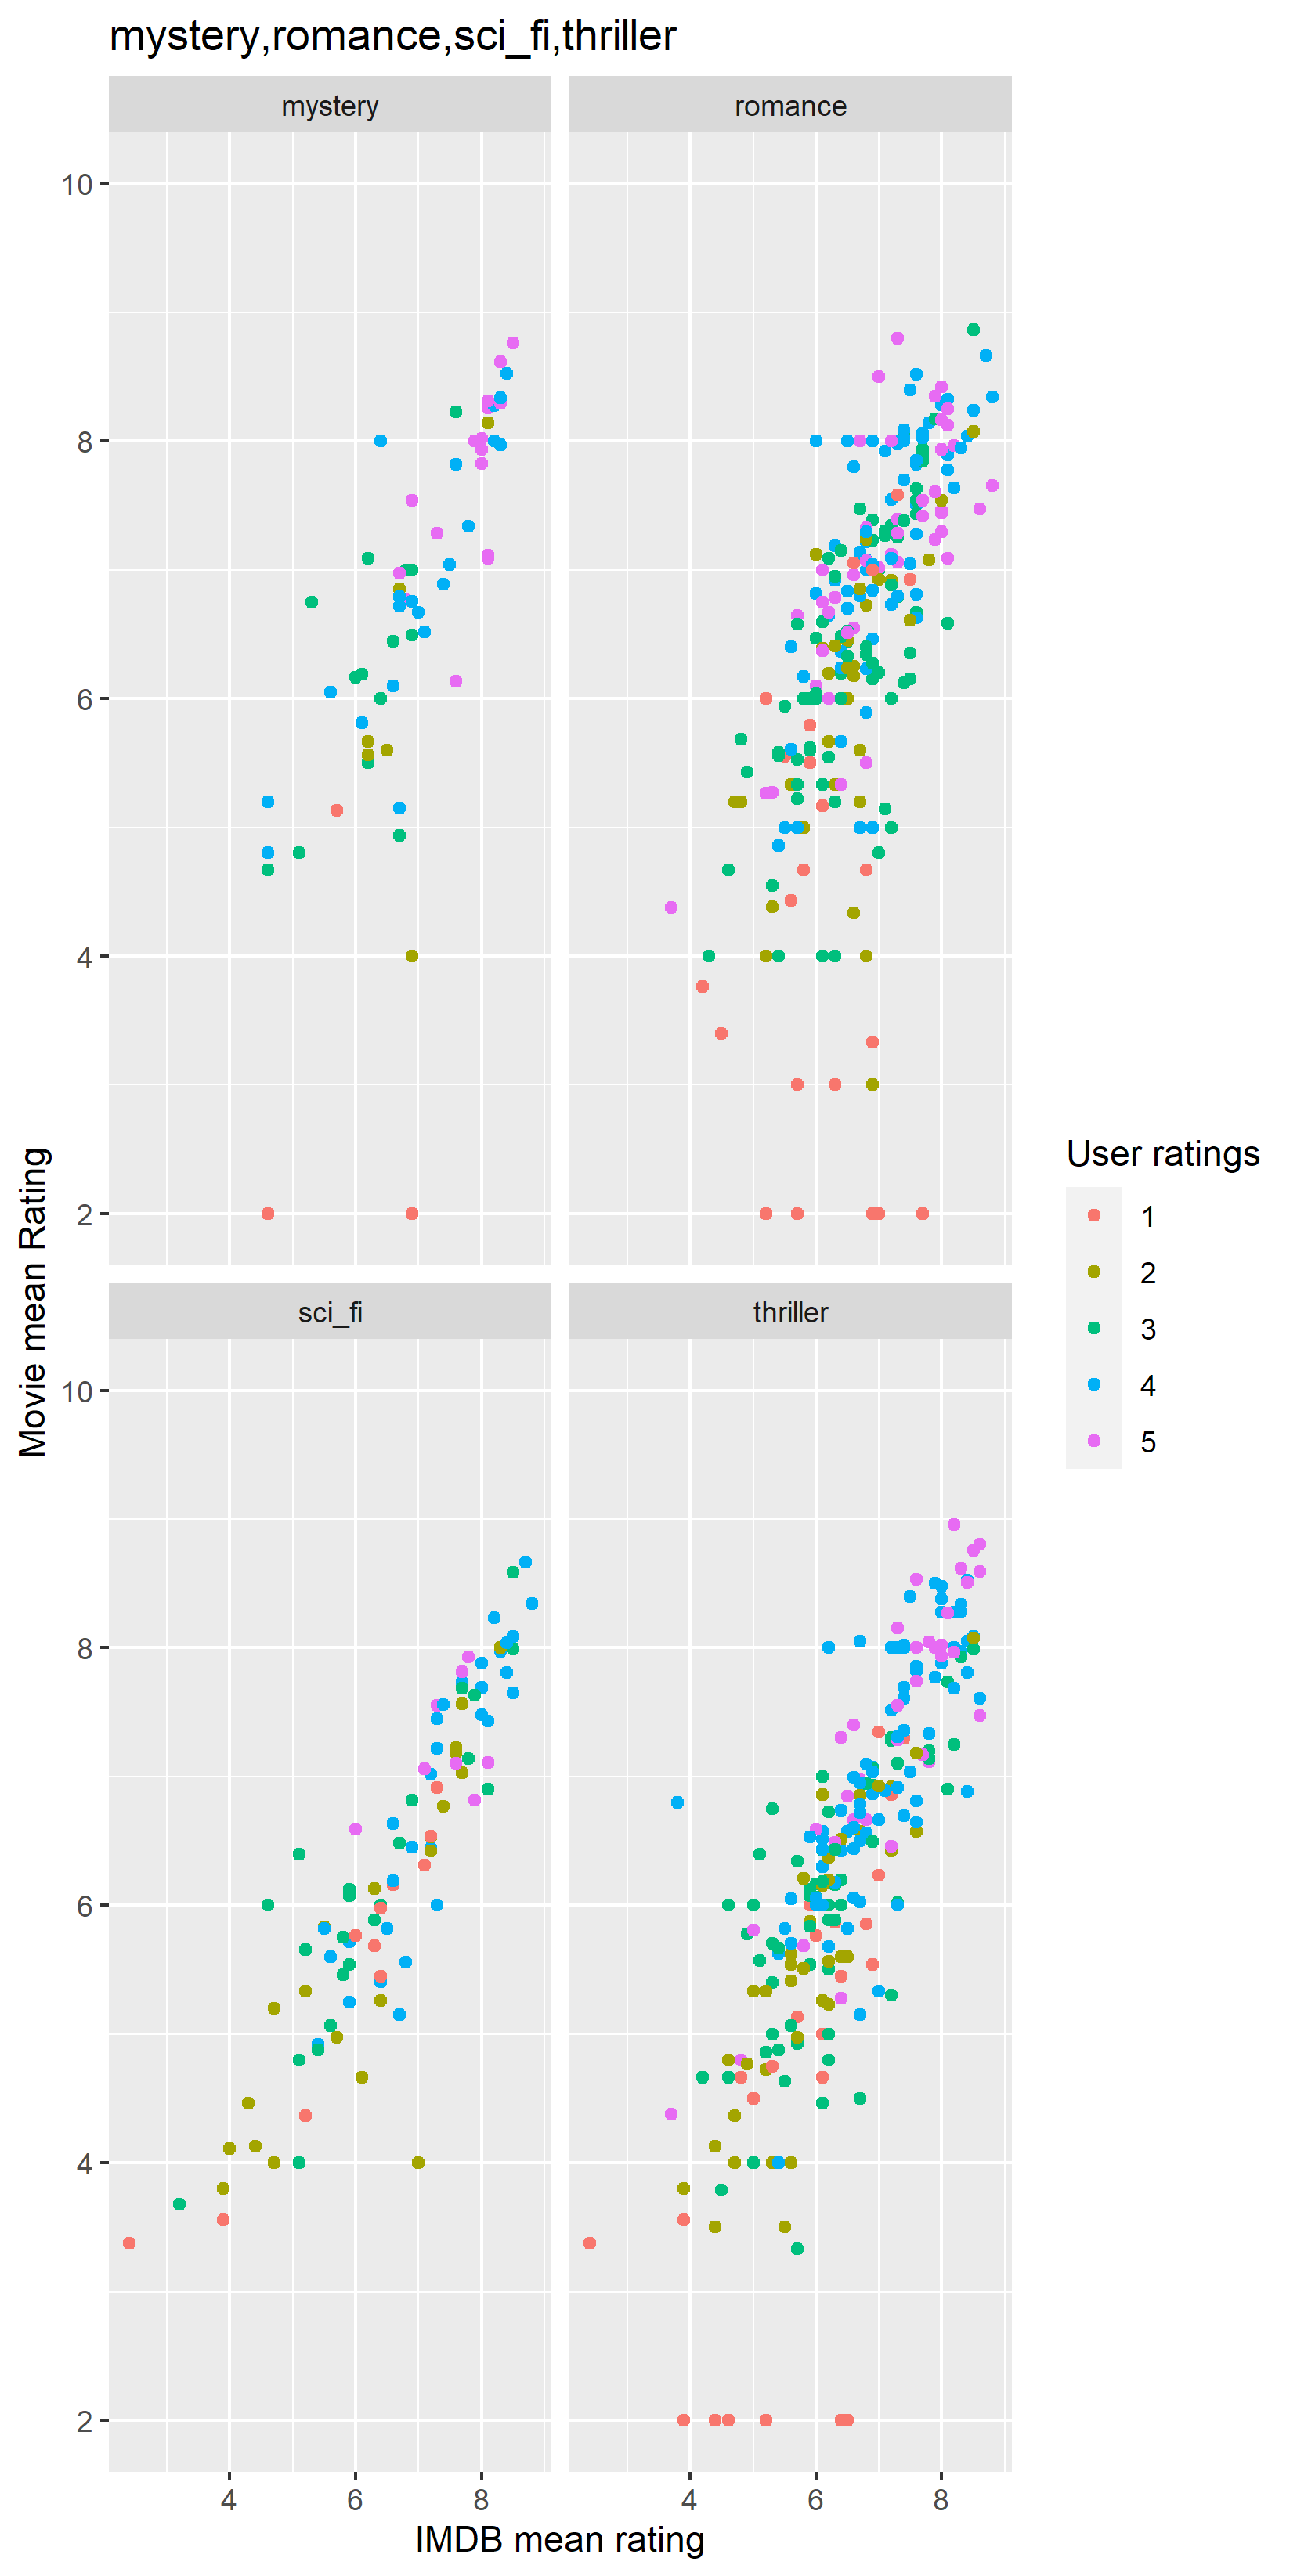 mystery,romance,sci_fi,thriller
mystery
romance
10
8
6
4
2
sci_fi
thriller
10
8
6
4
2
4 6 8
4 6 8
IMDB mean rating
Movie mean Rating
User ratings
1
2
3
4
5